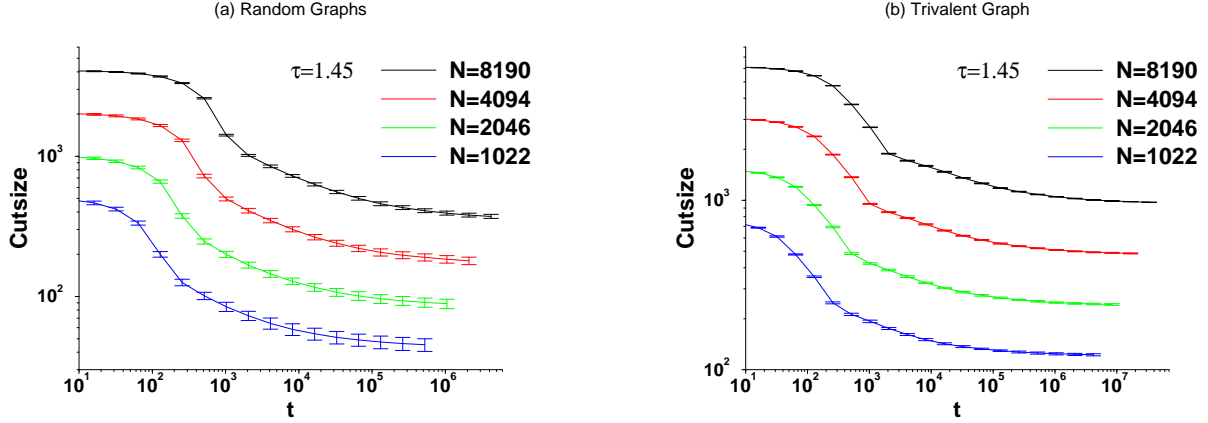 (a) Random Graphs
τ=1.45
N=8190
N=4094
N=2046
N=1022
Cutsize
10^3
10^2
10^1 10^2 10^3 10^4 10^5 10^6
t
(b) Trivalent Graph
τ=1.45
N=8190
N=4094
N=2046
N=1022
Cutsize
10^3
10^2
10^1 10^2 10^3 10^4 10^5 10^6 10^7
t